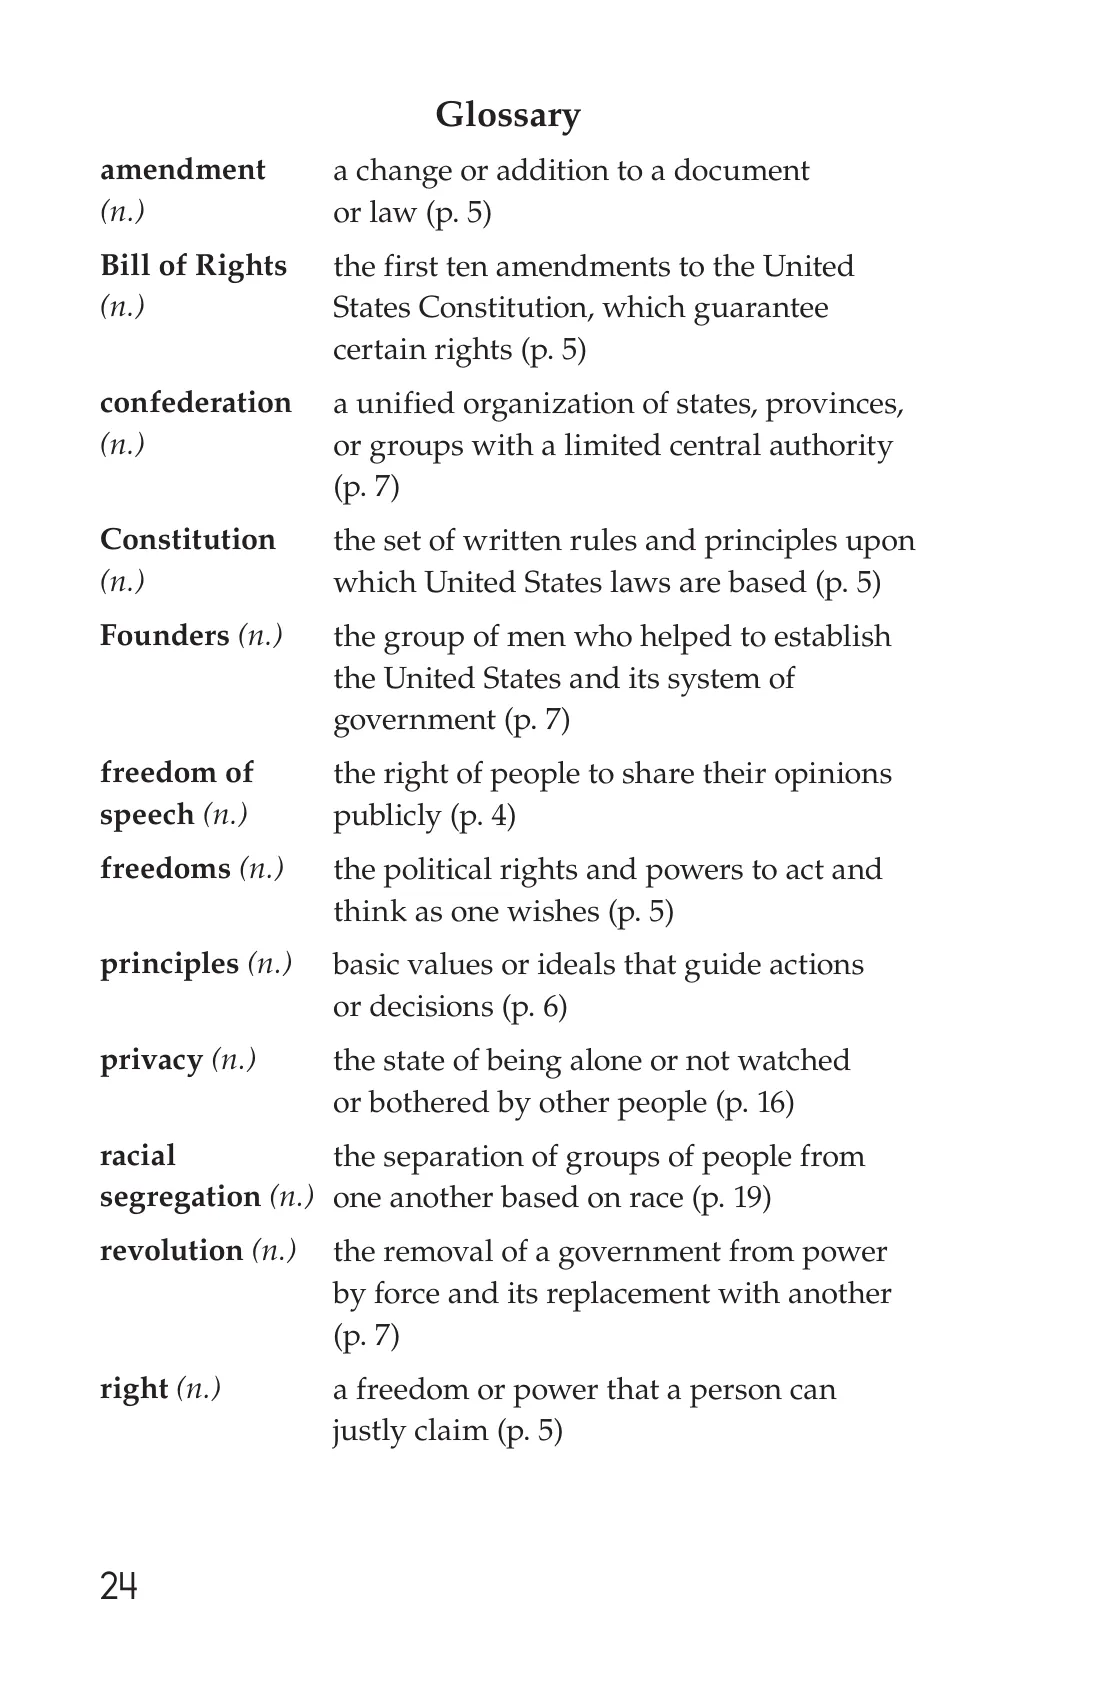 Glossary
amendment a change or addition to a document
(n.) or law (p. 5)
Bill of Rights the first ten amendments to the United
(n.) States Constitution, which guarantee
certain rights (p. 5)
confederation a unified organization of states, provinces,
(n.) or groups with a limited central authority
(p. 7)
Constitution the set of written rules and principles upon
(n.) which United States laws are based (p. 5)
Founders (n.) the group of men who helped to establish
the United States and its system of
government (p. 7)
freedom of the right of people to share their opinions
speech (n.) publicly (p. 4)
freedoms (n.) the political rights and powers to act and
think as one wishes (p. 5)
principles (n.) basic values or ideals that guide actions
or decisions (p. 6)
privacy (n.) the state of being alone or not watched
or bothered by other people (p. 16)
racial the separation of groups of people from
segregation (n.) one another based on race (p. 19)
revolution (n.) the removal of a government from power
by force and its replacement with another
(p. 7)
right (n.) a freedom or power that a person can
justly claim (p. 5)
24